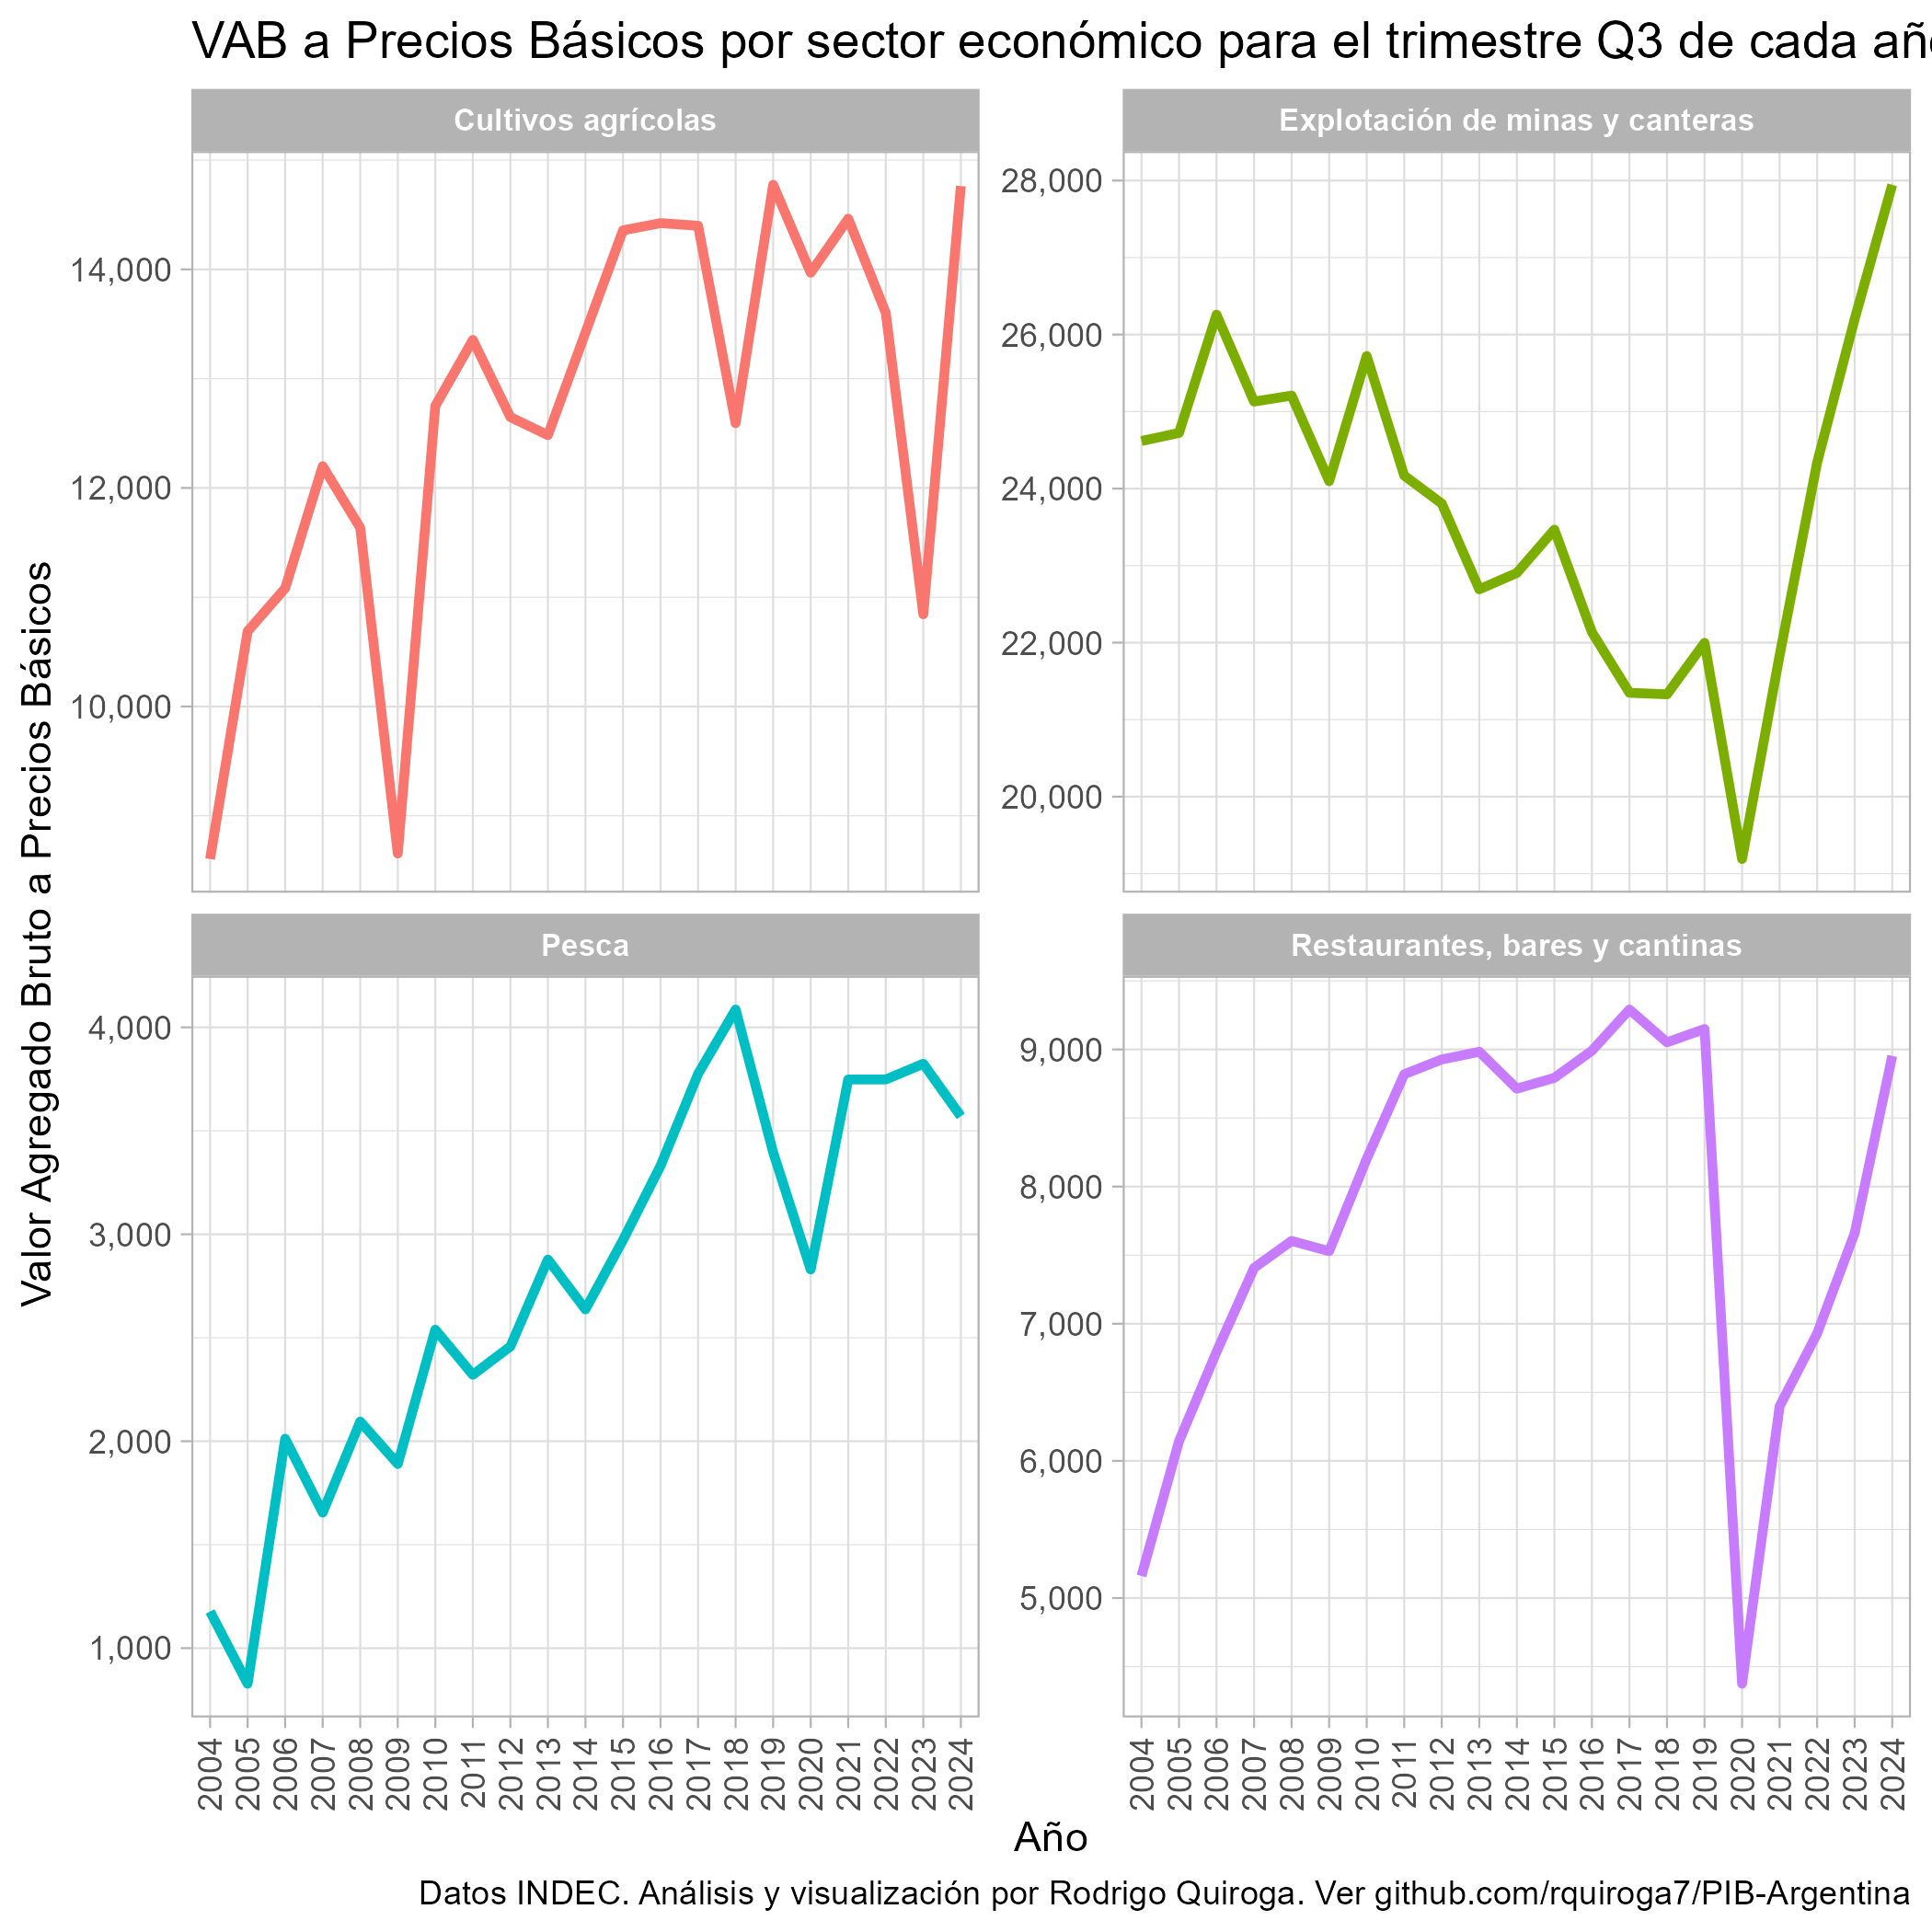 VAB a Precios Básicos por sector económico para el trimestre Q3 de cada añ
Cultivos agrícolas
Explotación de minas y canteras
14,000
12,000
10,000
28,000
26,000
24,000
22,000
20,000
Valor Agregado Bruto a Precios Básicos
Pesca
Restaurantes, bares y cantinas
4,000
3,000
2,000
1,000
9,000
8,000
7,000
6,000
5,000
2004 2005 2006 2007 2008 2009 2010 2011 2012 2013 2014 2015 2016 2017 2018 2019 2020 2021 2022 2023 2024
2004 2005 2006 2007 2008 2009 2010 2011 2012 2013 2014 2015 2016 2017 2018 2019 2020 2021 2022 2023 2024
Año
Datos INDEC. Análisis y visualización por Rodrigo Quiroga. Ver github.com/rquiroga7/PIB-Argentina